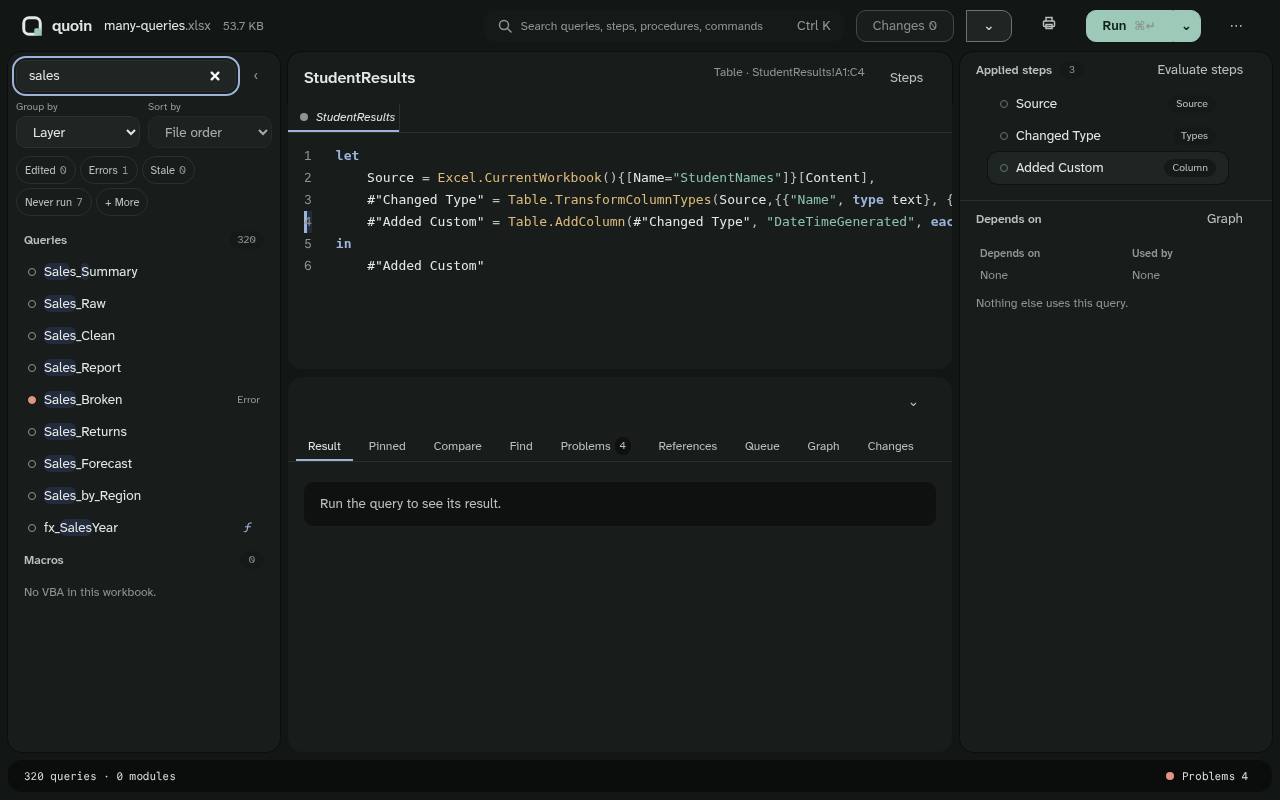 quoin many-queries.xlsx 53.7 KB
Search queries, steps, procedures, commands Ctrl K
Changes 0
Run ⌘↵
sales
Group by Sort by
Layer File order
Edited 0 Errors 1 Stale 0
Never run 7 + More
Queries 320
Sales_Summary
Sales_Raw
Sales_Clean
Sales_Report
Sales_Broken Error
Sales_Returns
Sales_Forecast
Sales_by_Region
fx_SalesYear ƒ
Macros 0
No VBA in this workbook.
StudentResults Table · StudentResults!A1:C4 Steps
StudentResults
1 let
2 Source = Excel.CurrentWorkbook(){[Name="StudentNames"]}[Content],
3 #"Changed Type" = Table.TransformColumnTypes(Source,{{"Name", type text}, {
4 #"Added Custom" = Table.AddColumn(#"Changed Type", "DateTimeGenerated", eac
5 in
6 #"Added Custom"
Result Pinned Compare Find Problems 4 References Queue Graph Changes
Run the query to see its result.
Applied steps 3 Evaluate steps
Source Source
Changed Type Types
Added Custom Column
Depends on Graph
Depends on Used by
None None
Nothing else uses this query.
320 queries · 0 modules Problems 4